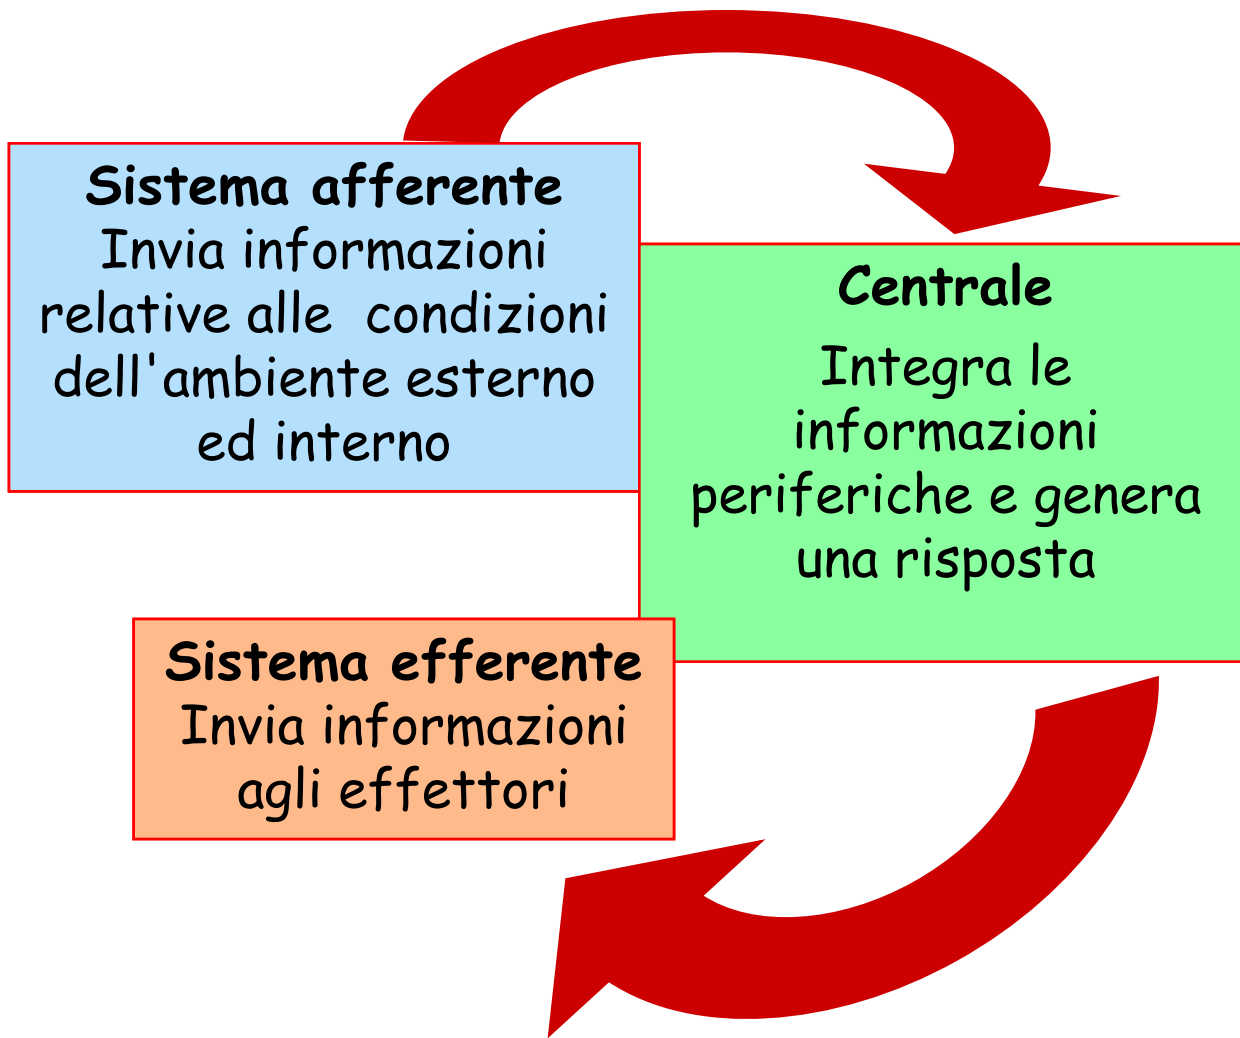 Sistema afferente
Invia informazioni
relative alle  condizioni
dell'ambiente esterno
ed interno
Centrale
Integra le
informazioni
periferiche e genera
una risposta
Sistema efferente
Invia informazioni
agli effettori